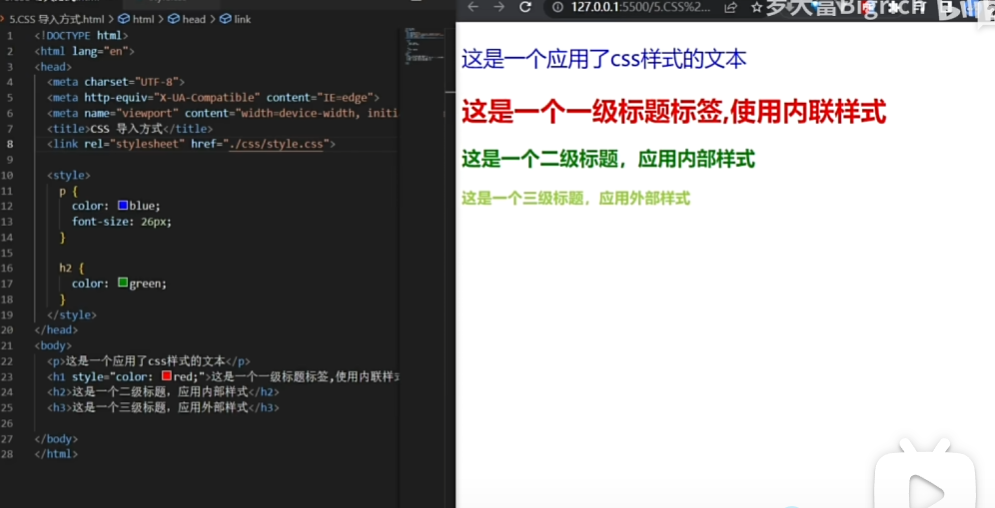 5.CSS 导入方式.html > html > head > link
1 <!DOCTYPE html>
2 <html lang="en">
3 <head>
4 <meta charset="UTF-8">
5 <meta http-equiv="X-UA-Compatible" content="IE=edge">
6 <meta name="viewport" content="width=device-width, initi
7 <title>CSS 导入方式</title>
8 <link rel="stylesheet" href="./css/style.css">
9
10 <style>
11 p {
12 color: blue;
13 font-size: 26px;
14 }
15
16 h2 {
17 color: green;
18 }
19 </style>
20 </head>
21 <body>
22 <p>这是一个应用了css样式的文本</p>
23 <h1 style="color: red;">这是一个一级标题标签,使用内联样式
24 <h2>这是一个二级标题，应用内部样式</h2>
25 <h3>这是一个三级标题，应用外部样式</h3>
26
27 </body>
28 </html>
127.0.0.1:5500/5.CSS%2...
这是一个应用了css样式的文本
这是一个一级标题标签,使用内联样式
这是一个二级标题，应用内部样式
这是一个三级标题，应用外部样式